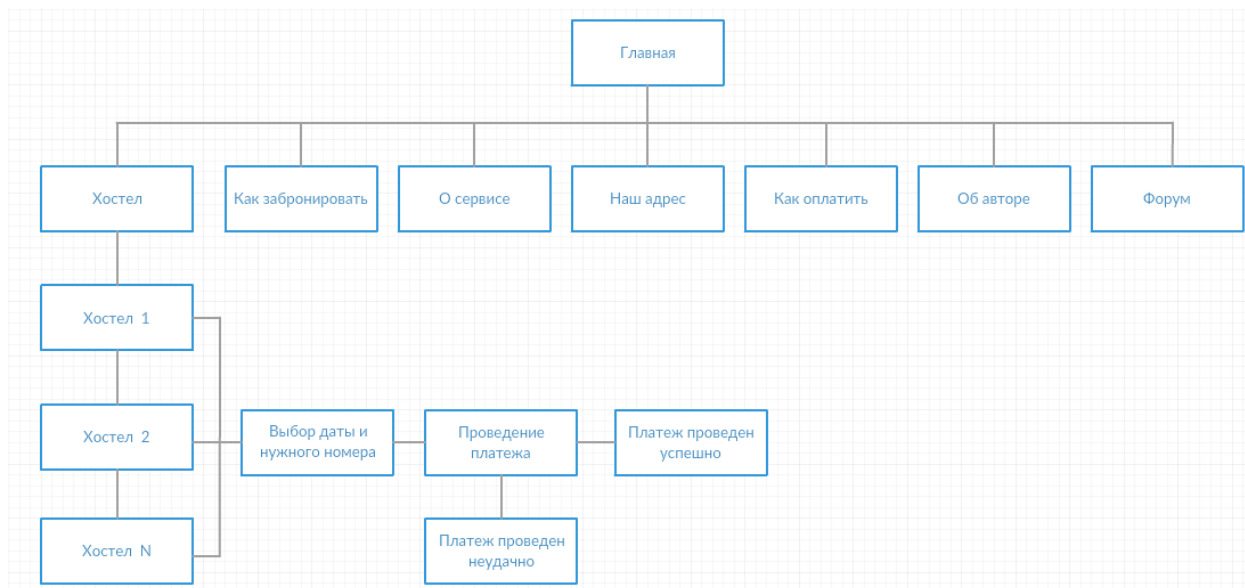 Главная
Хостел
Как забронировать
О сервисе
Наш адрес
Как оплатить
Об авторе
Форум
Хостел 1
Хостел 2
Выбор даты и
нужного номера
Проведение
платежа
Платеж проведен
успешно
Хостел N
Платеж проведен
неудачно